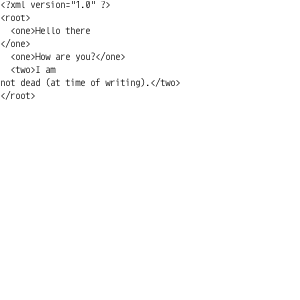 <?xml version="1.0" ?>
<root>
  <one>Hello there
</one>
  <one>How are you?</one>
  <two>I am
not dead (at time of writing).</two>
</root>